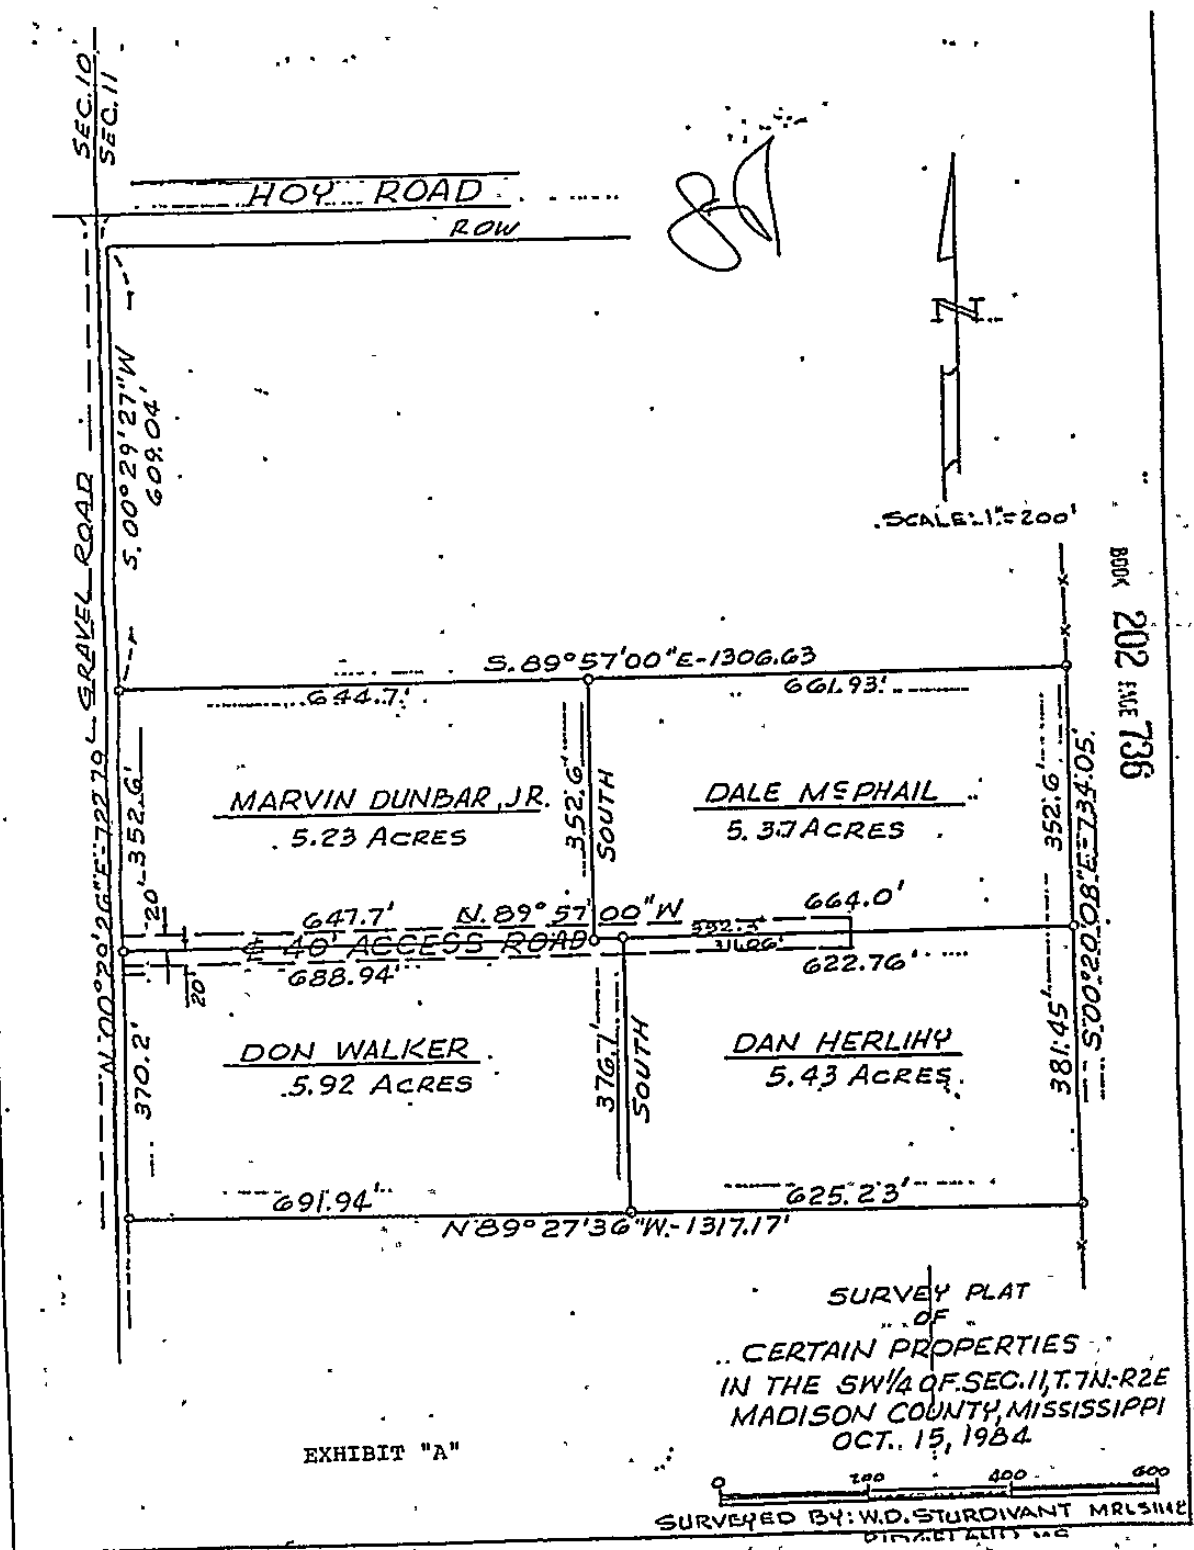 SEC. 10
SEC. 11
HOY ROAD
ROW
S. 00° 29' 27" W
609.04'
GRAVEL ROAD
N
SCALE: 1"=200'
BOOK 202 PAGE 736
S. 89° 57' 00" E - 1306.63
644.7'
661.93'
352.6'
MARVIN DUNBAR, JR.
5.23 ACRES
352.6'
SOUTH
DALE McPHAIL
5.37 ACRES
352.6'
S. 00° 20' 08" E - 734.05'
N. 00° 20' 26" E - 722.79
20'
647.7'
N. 89° 57' 00" W
664.0'
℄ 40' ACCESS ROAD
688.94'
622.76'
20'
370.2'
DON WALKER
5.92 ACRES
376.71'
SOUTH
DAN HERLIHY
5.43 ACRES
381.45'
691.94'
625.23'
N 89° 27' 36" W. - 1317.17'
SURVEY PLAT
OF
CERTAIN PROPERTIES
IN THE SW 1/4 OF SEC. 11, T. 7N.-R2E
MADISON COUNTY, MISSISSIPPI
OCT. 15, 1984
EXHIBIT "A"
0 200 400 600
SURVEYED BY: W.D. STURDIVANT